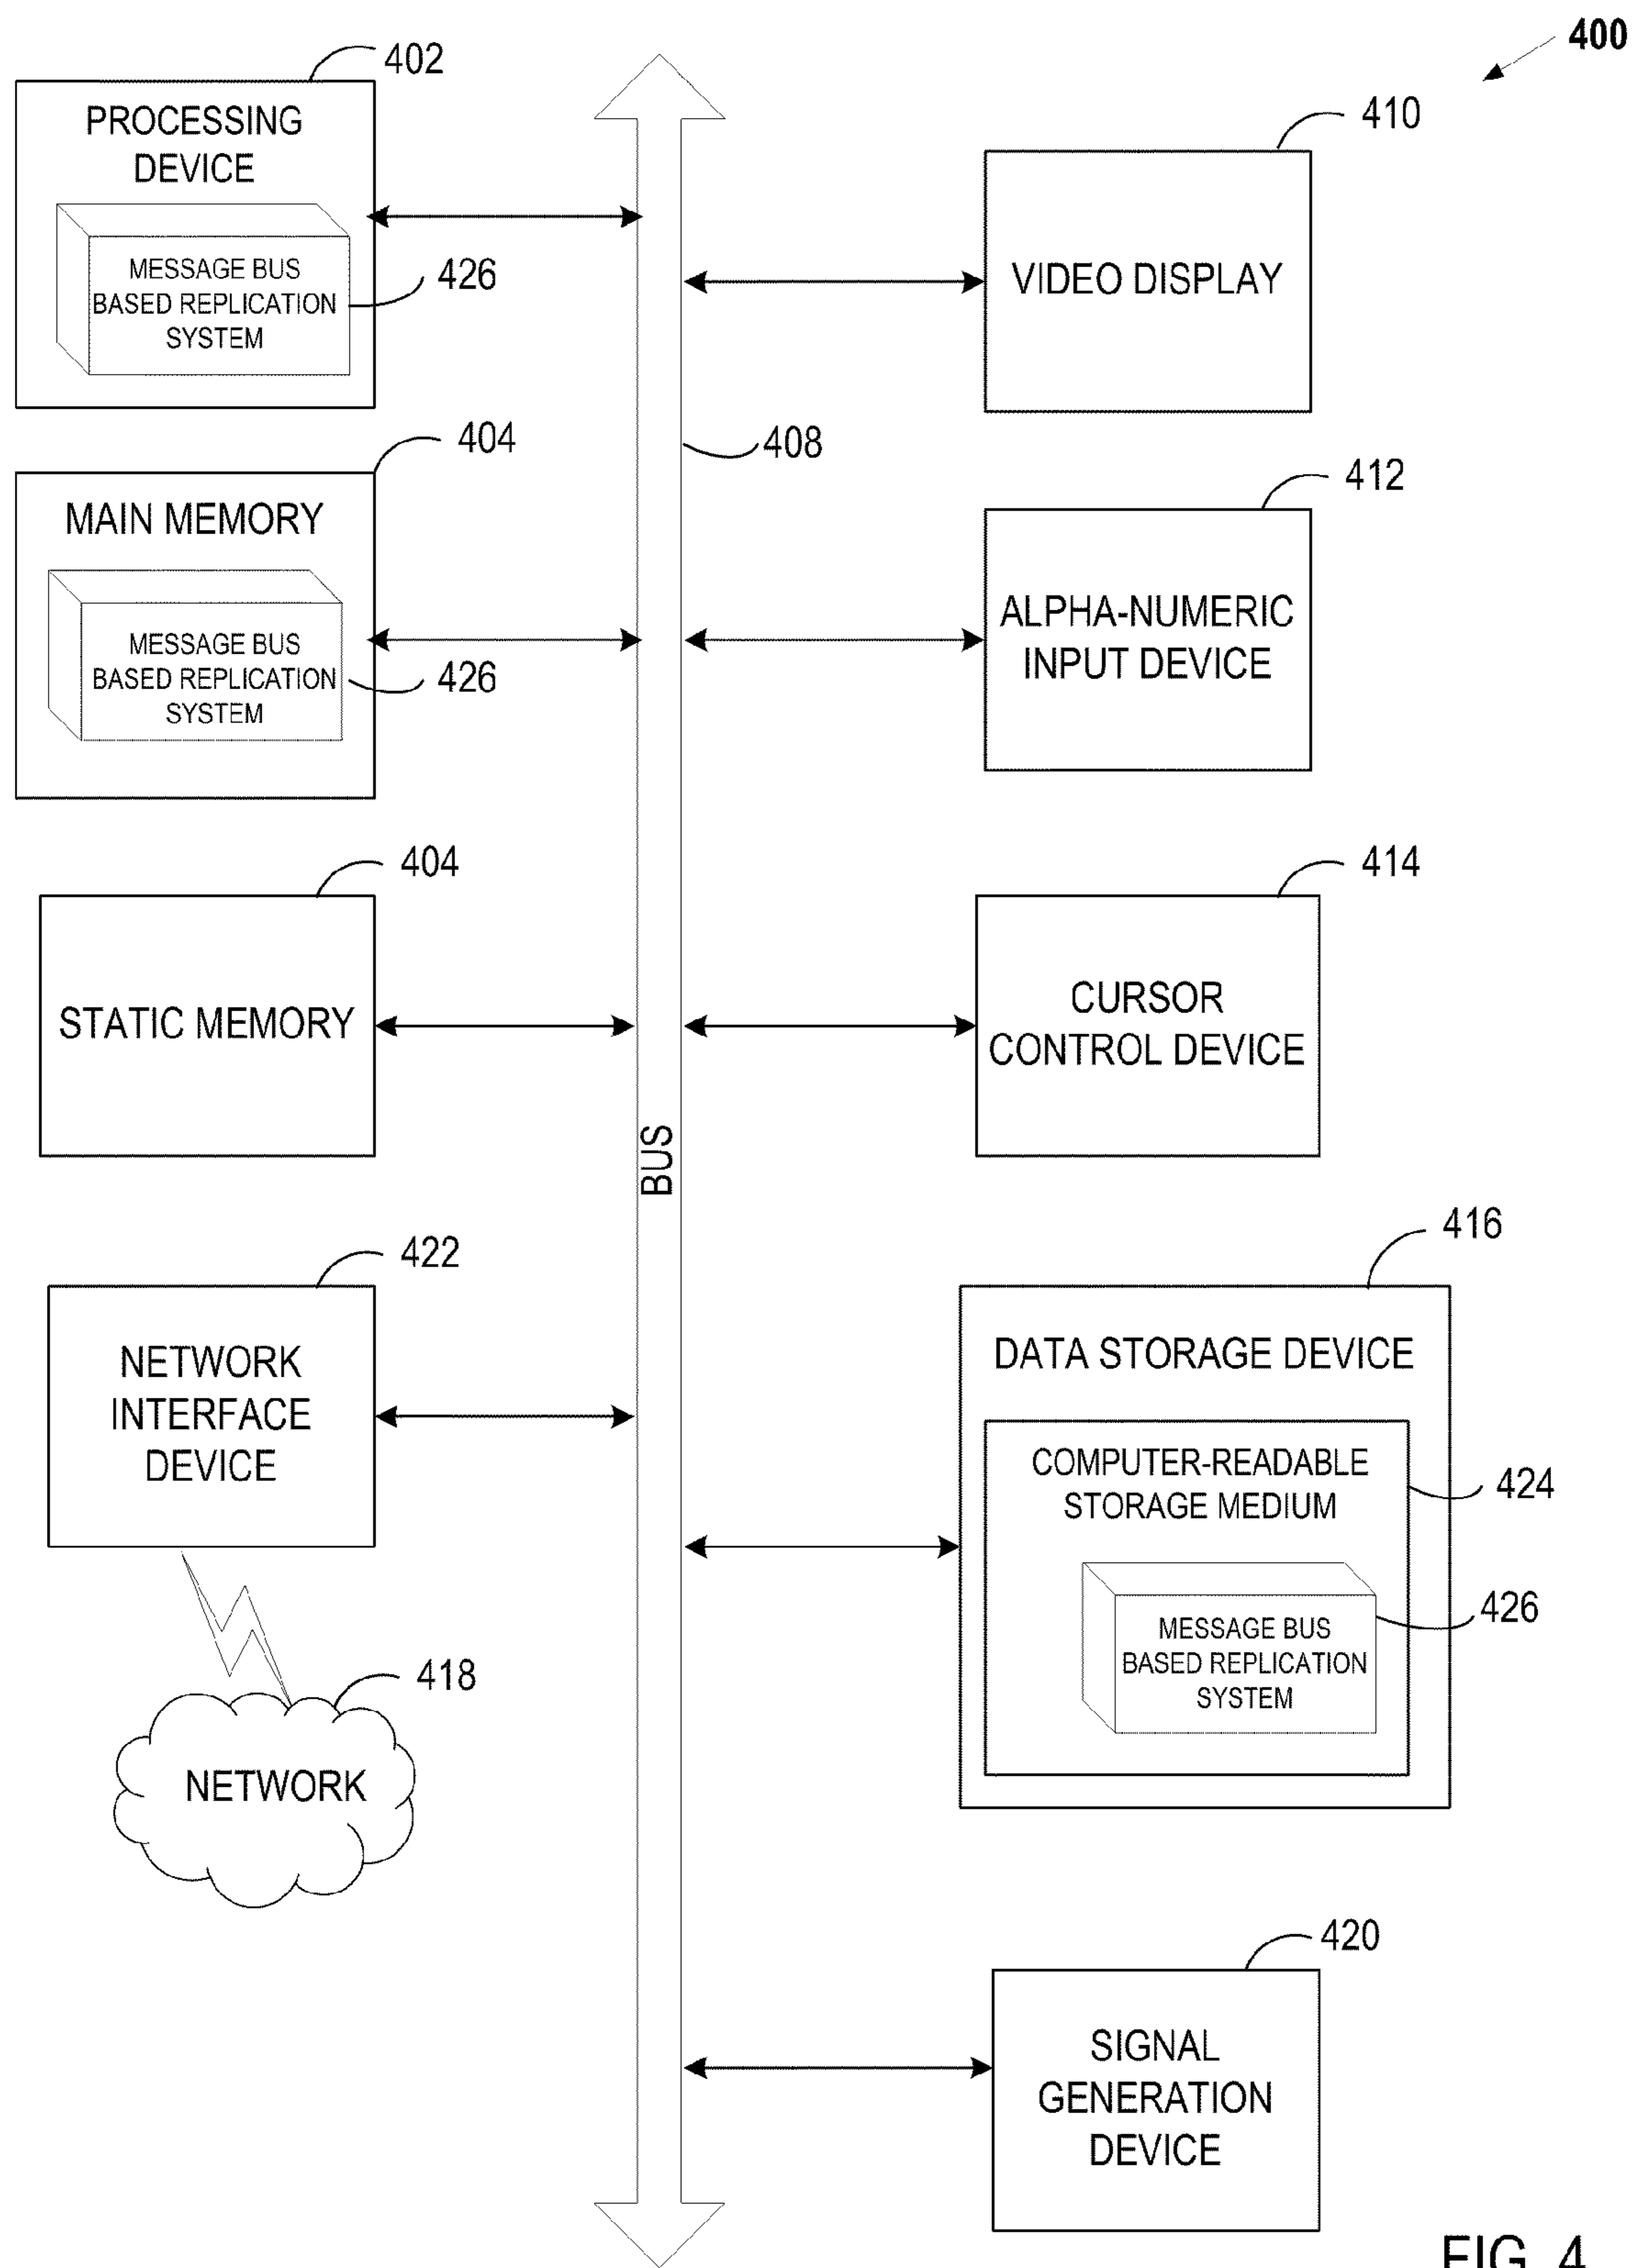 400
402
PROCESSING
DEVICE
MESSAGE BUS
BASED REPLICATION
SYSTEM
426
410
VIDEO DISPLAY
404
MAIN MEMORY
MESSAGE BUS
BASED REPLICATION
SYSTEM
426
408
412
ALPHA-NUMERIC
INPUT DEVICE
404
STATIC MEMORY
414
CURSOR
CONTROL DEVICE
BUS
422
NETWORK
INTERFACE
DEVICE
416
DATA STORAGE DEVICE
COMPUTER-READABLE
STORAGE MEDIUM
424
MESSAGE BUS
BASED REPLICATION
SYSTEM
426
418
NETWORK
420
SIGNAL
GENERATION
DEVICE
FIG. 4